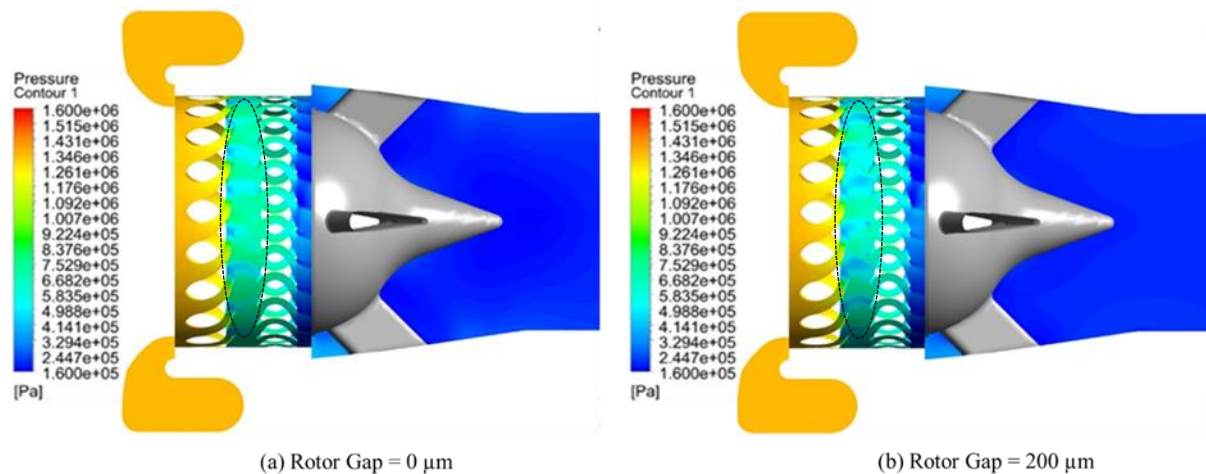 Pressure
Contour 1
1.600e+06
1.515e+06
1.431e+06
1.346e+06
1.261e+06
1.176e+06
1.092e+06
1.007e+06
9.224e+05
8.376e+05
7.529e+05
6.682e+05
5.835e+05
4.988e+05
4.141e+05
3.294e+05
2.447e+05
1.600e+05
[Pa]
(a) Rotor Gap = 0 µm
Pressure
Contour 1
1.600e+06
1.515e+06
1.431e+06
1.346e+06
1.261e+06
1.176e+06
1.092e+06
1.007e+06
9.224e+05
8.376e+05
7.529e+05
6.682e+05
5.835e+05
4.988e+05
4.141e+05
3.294e+05
2.447e+05
1.600e+05
[Pa]
(b) Rotor Gap = 200 µm